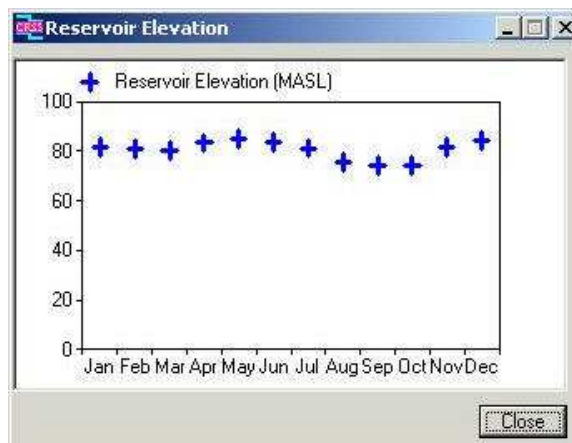 CRSS Reservoir Elevation
Reservoir Elevation (MASL)
100
80
60
40
20
0
Jan Feb Mar Apr May Jun Jul Aug Sep Oct Nov Dec
Close